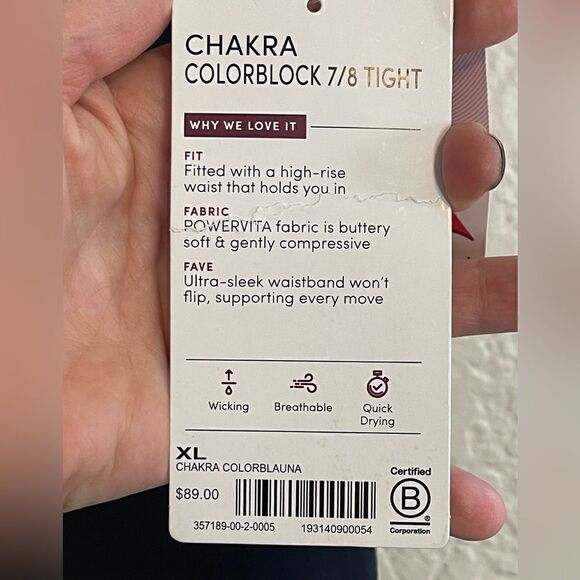 CHAKRA
COLORBLOCK 7/8 TIGHT
WHY WE LOVE IT
FIT
Fitted with a high-rise
waist that holds you in
FABRIC
POWERVITA fabric is buttery
soft & gently compressive
FAVE
Ultra-sleek waistband won't
flip, supporting every move
Wicking
Breathable
Quick
Drying
XL
CHAKRA COLORBLAUNA
$89.00
357189-00-2-0005
193140900054
Certified
B
®
Corporation